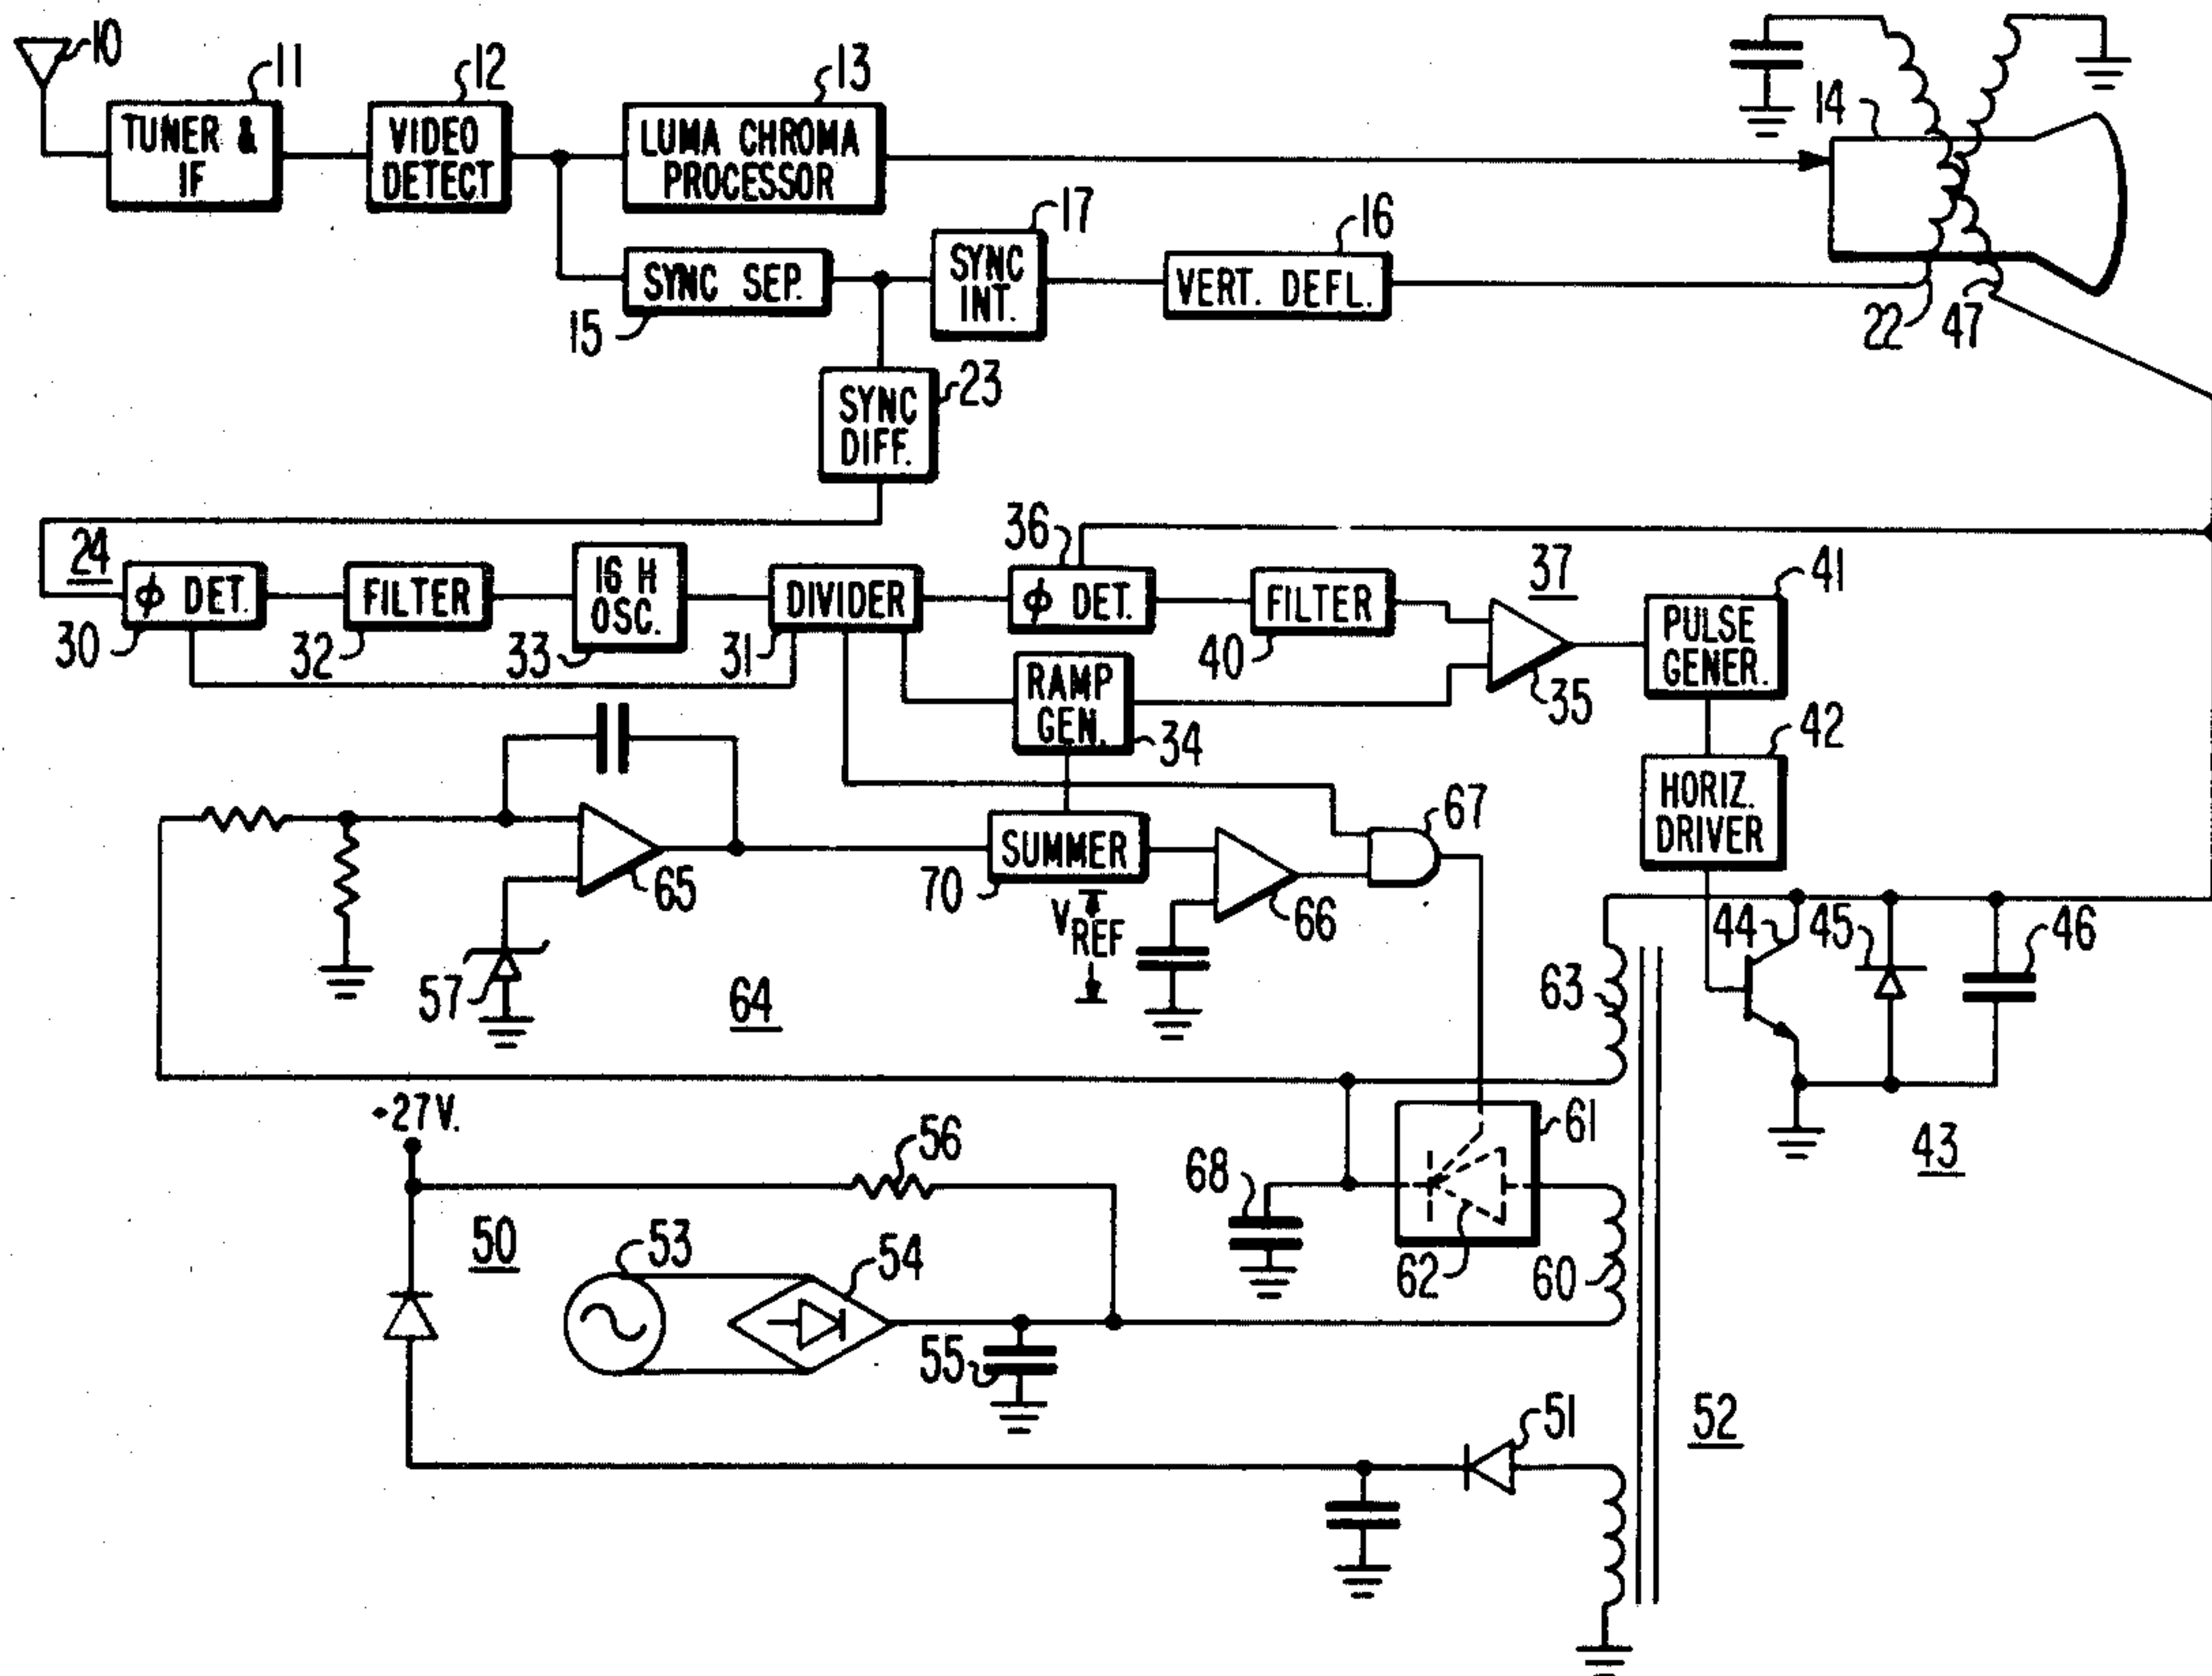 10
11
TUNER &
IF
12
VIDEO
DETECT
13
LUMA CHROMA
PROCESSOR
14
15
SYNC SEP.
17
SYNC
INT.
16
VERT. DEFL.
22
47
23
SYNC
DIFF.
24
ϕ DET.
30
FILTER
32
16 H
OSC.
33
DIVIDER
31
36
ϕ DET.
FILTER
40
37
35
41
PULSE
GENER.
RAMP
GEN.
34
42
HORIZ.
DRIVER
65
57
64
SUMMER
70
VREF
66
67
63
44
45
46
43
+27V.
56
50
53
54
55
68
61
62
60
51
52